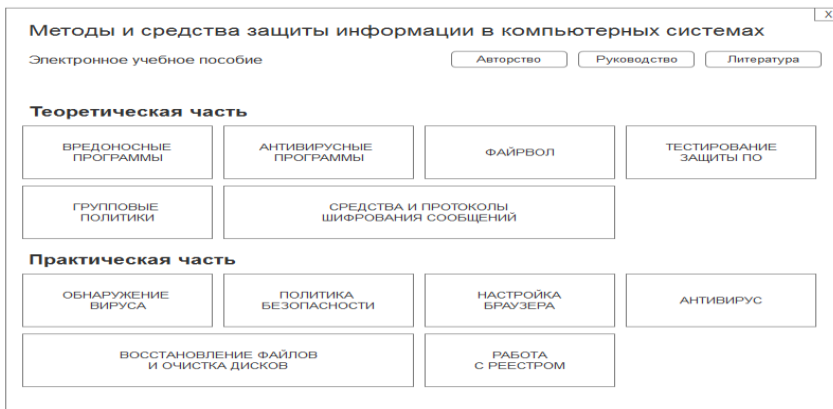 X
Методы и средства защиты информации в компьютерных системах
Электронное учебное пособие
Авторство
Руководство
Литература
Теоретическая часть
ВРЕДОНОСНЫЕ
ПРОГРАММЫ
АНТИВИРУСНЫЕ
ПРОГРАММЫ
ФАЙРВОЛ
ТЕСТИРОВАНИЕ
ЗАЩИТЫ ПО
ГРУППОВЫЕ
ПОЛИТИКИ
СРЕДСТВА И ПРОТОКОЛЫ
ШИФРОВАНИЯ СООБЩЕНИЙ
Практическая часть
ОБНАРУЖЕНИЕ
ВИРУСА
ПОЛИТИКА
БЕЗОПАСНОСТИ
НАСТРОЙКА
БРАУЗЕРА
АНТИВИРУС
ВОССТАНОВЛЕНИЕ ФАЙЛОВ
И ОЧИСТКА ДИСКОВ
РАБОТА
С РЕЕСТРОМ